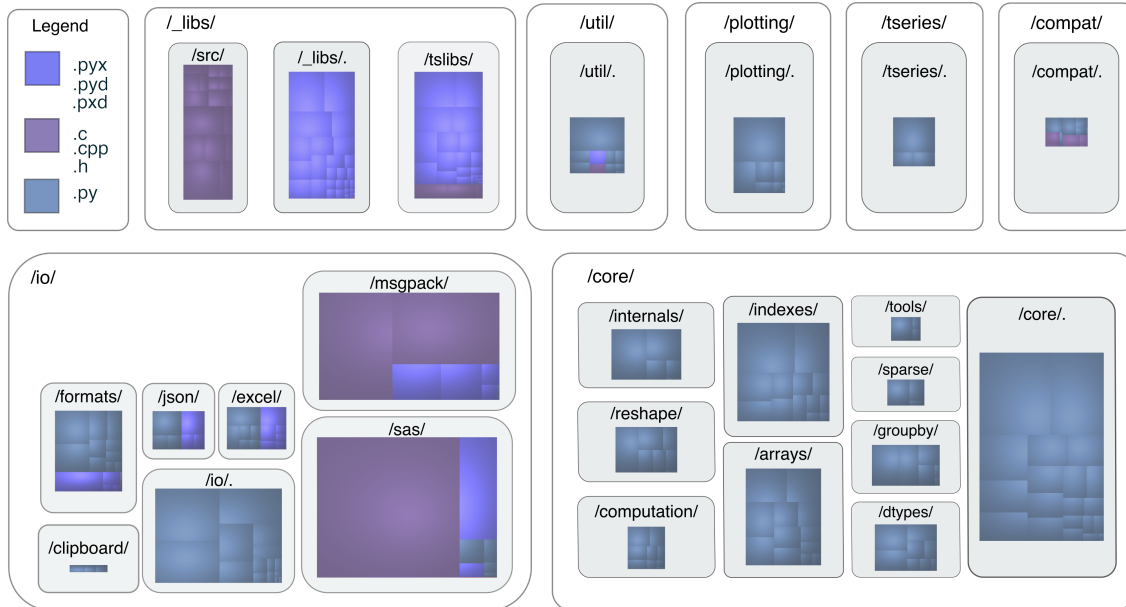 Legend
.pyx
.pyd
.pxd
.c
.cpp
.h
.py
/_libs/
/src/
/_libs/.
/tslibs/
/util/
/util/.
/plotting/
/plotting/.
/tseries/
/tseries/.
/compat/
/compat/.
/io/
/msgpack/
/formats/
/json/
/excel/
/sas/
/io/.
/clipboard/
/core/
/internals/
/indexes/
/tools/
/core/.
/sparse/
/reshape/
/groupby/
/arrays/
/computation/
/dtypes/